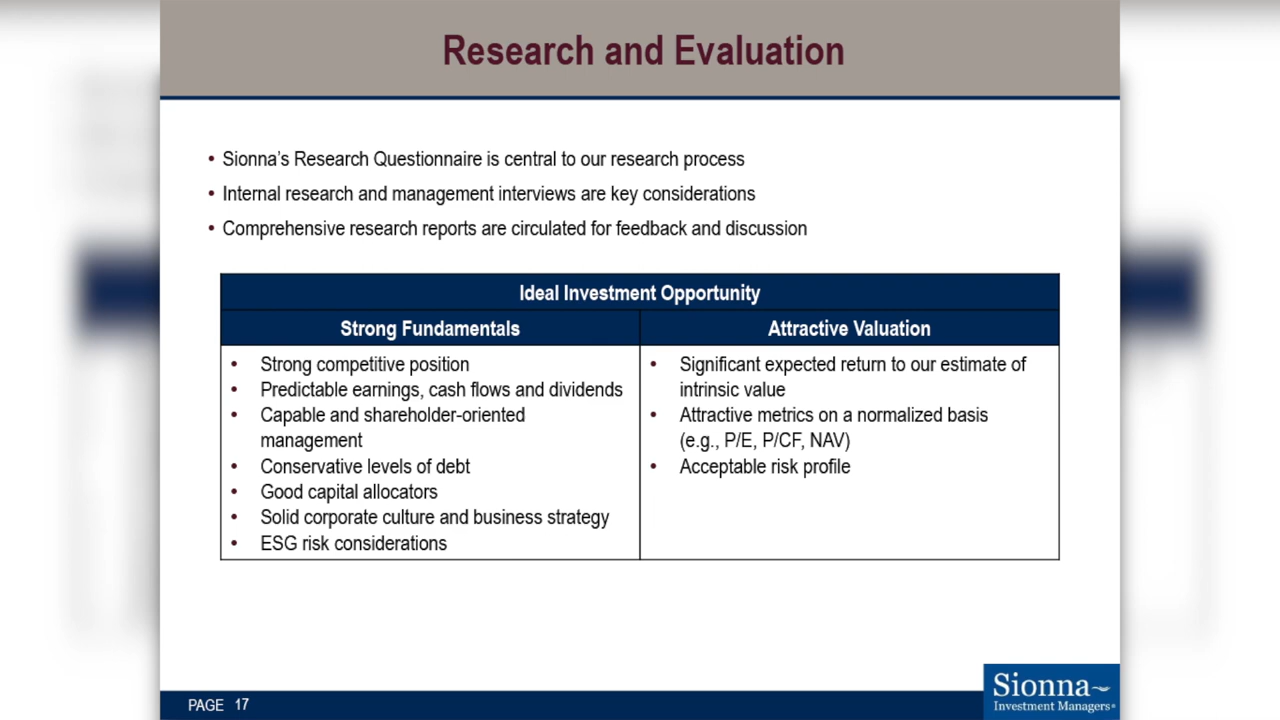 Research and Evaluation
• Sionna's Research Questionnaire is central to our research process
• Internal research and management interviews are key considerations
• Comprehensive research reports are circulated for feedback and discussion
Ideal Investment Opportunity
Strong Fundamentals
• Strong competitive position
• Predictable earnings, cash flows and dividends
• Capable and shareholder-oriented
management
• Conservative levels of debt
• Good capital allocators
• Solid corporate culture and business strategy
• ESG risk considerations
Attractive Valuation
• Significant expected return to our estimate of
intrinsic value
• Attractive metrics on a normalized basis
(e.g., P/E, P/CF, NAV)
• Acceptable risk profile
PAGE 17
Sionna
Investment Managers®